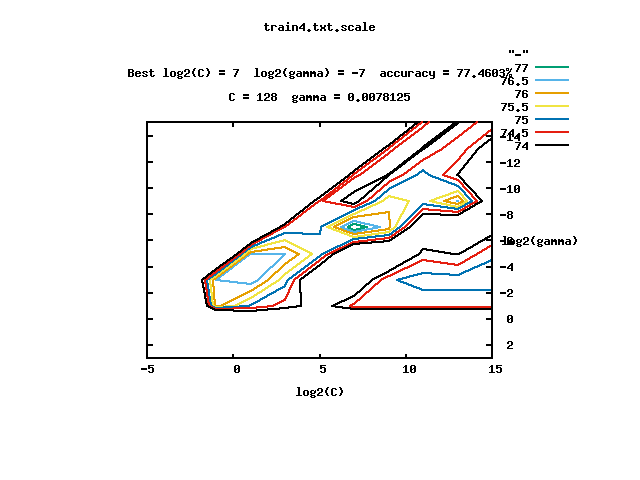 train4.txt.scale
"-"
Best log2(C) = 7  log2(gamma) = -7  accuracy = 77.4603%
77
76.5
C = 128  gamma = 0.0078125
76
75.5
75
74.5
74
-14
-12
-10
-8
-6
log2(gamma)
-4
-2
0
2
-5 0 5 10 15
log2(C)